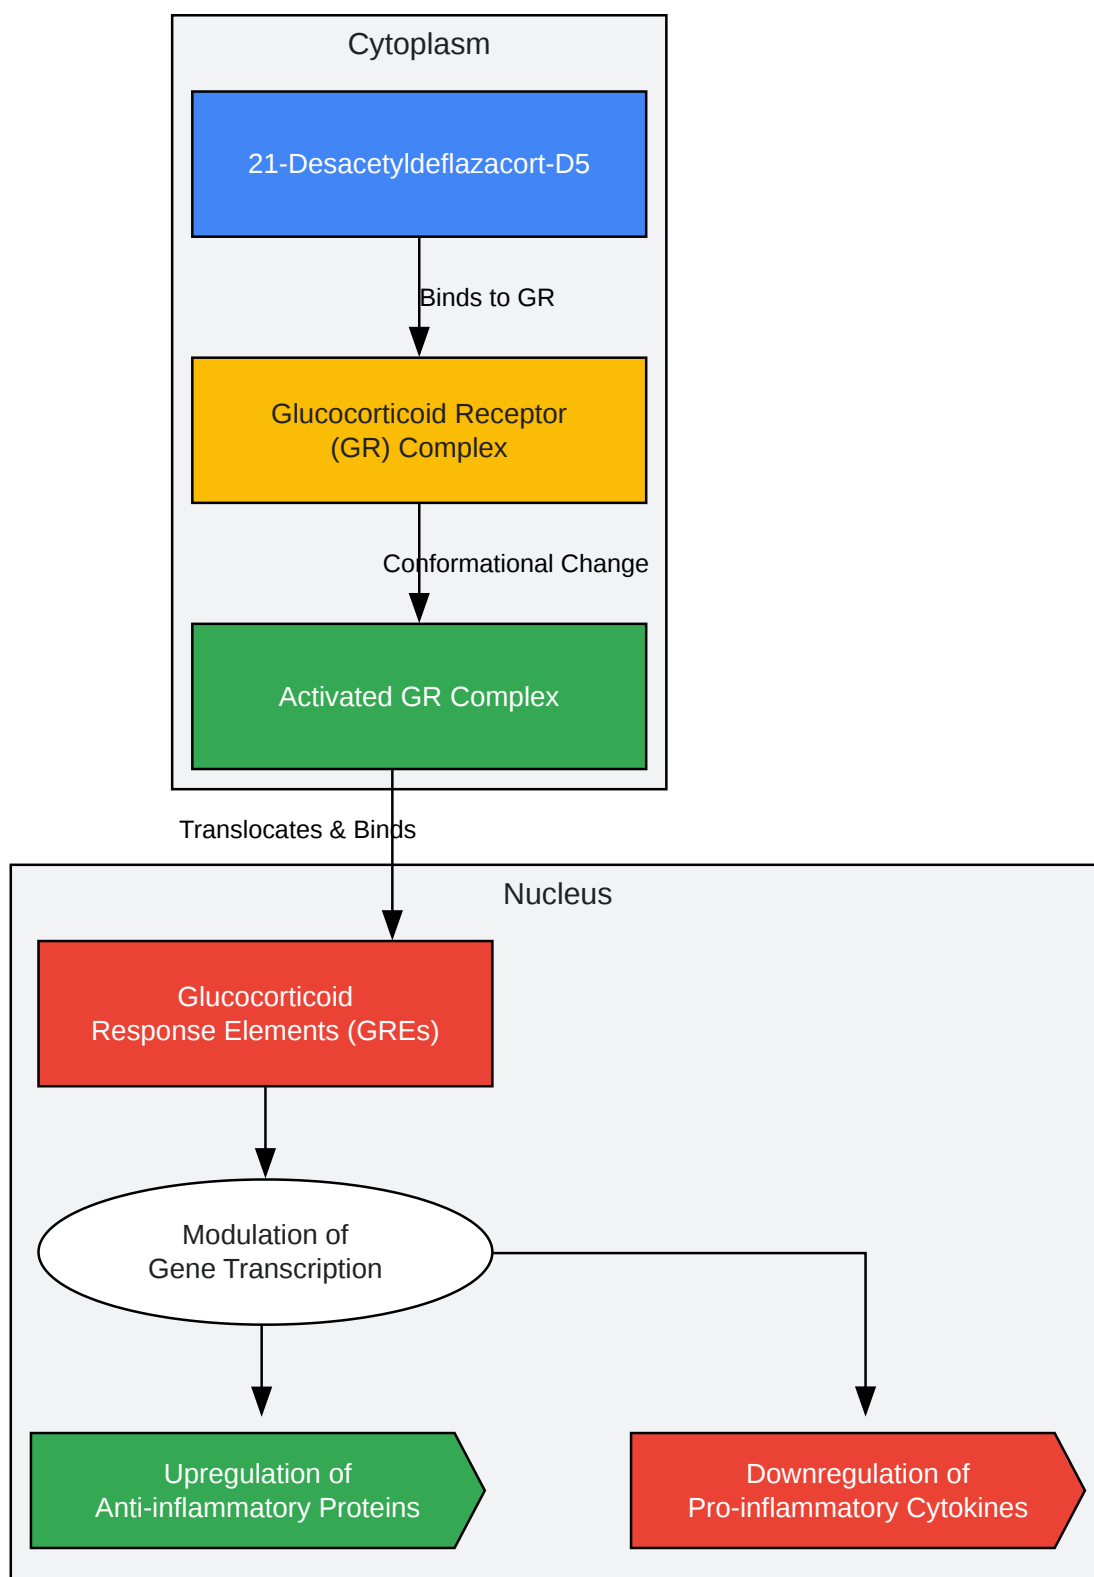 Cytoplasm
21-Desacetyldeflazacort-D5
Binds to GR
Glucocorticoid Receptor
(GR) Complex
Conformational Change
Activated GR Complex
Translocates & Binds
Nucleus
Glucocorticoid
Response Elements (GREs)
Modulation of
Gene Transcription
Upregulation of
Anti-inflammatory Proteins
Downregulation of
Pro-inflammatory Cytokines